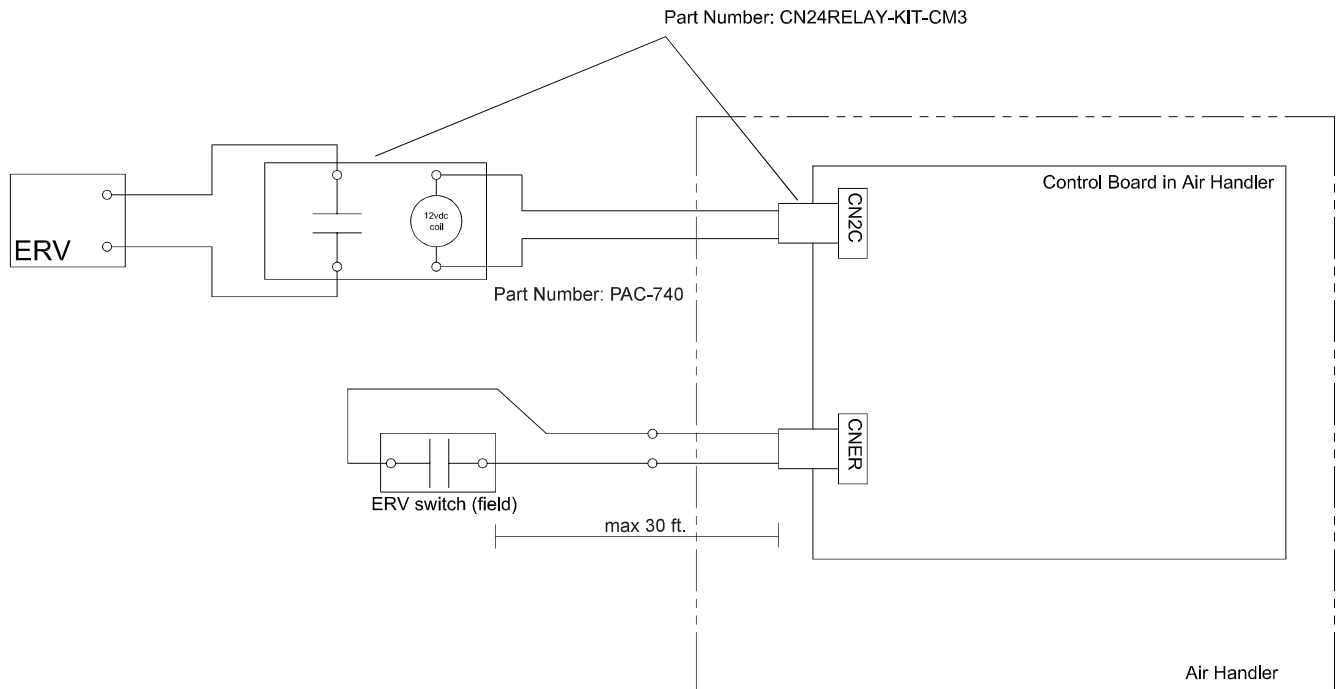 Part Number: CN24RELAY-KIT-CM3
Control Board in Air Handler
CN2C
12vdc
coil
ERV
Part Number: PAC-740
CNER
ERV switch (field)
max 30 ft.
Air Handler